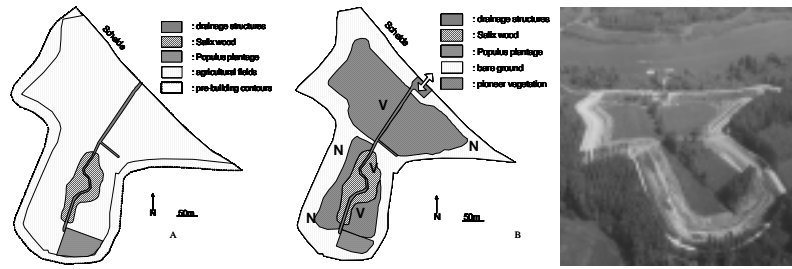 Schelde
: drainage structures
: Salix wood
: Populus plantage
: agricultural fields
: pre-building contours
N
50m
A
Schelde
: drainage structures
: Salix wood
: Populus plantage
: bare ground
: pioneer vegetation
V
N
N
V
N
V
N
50m
B